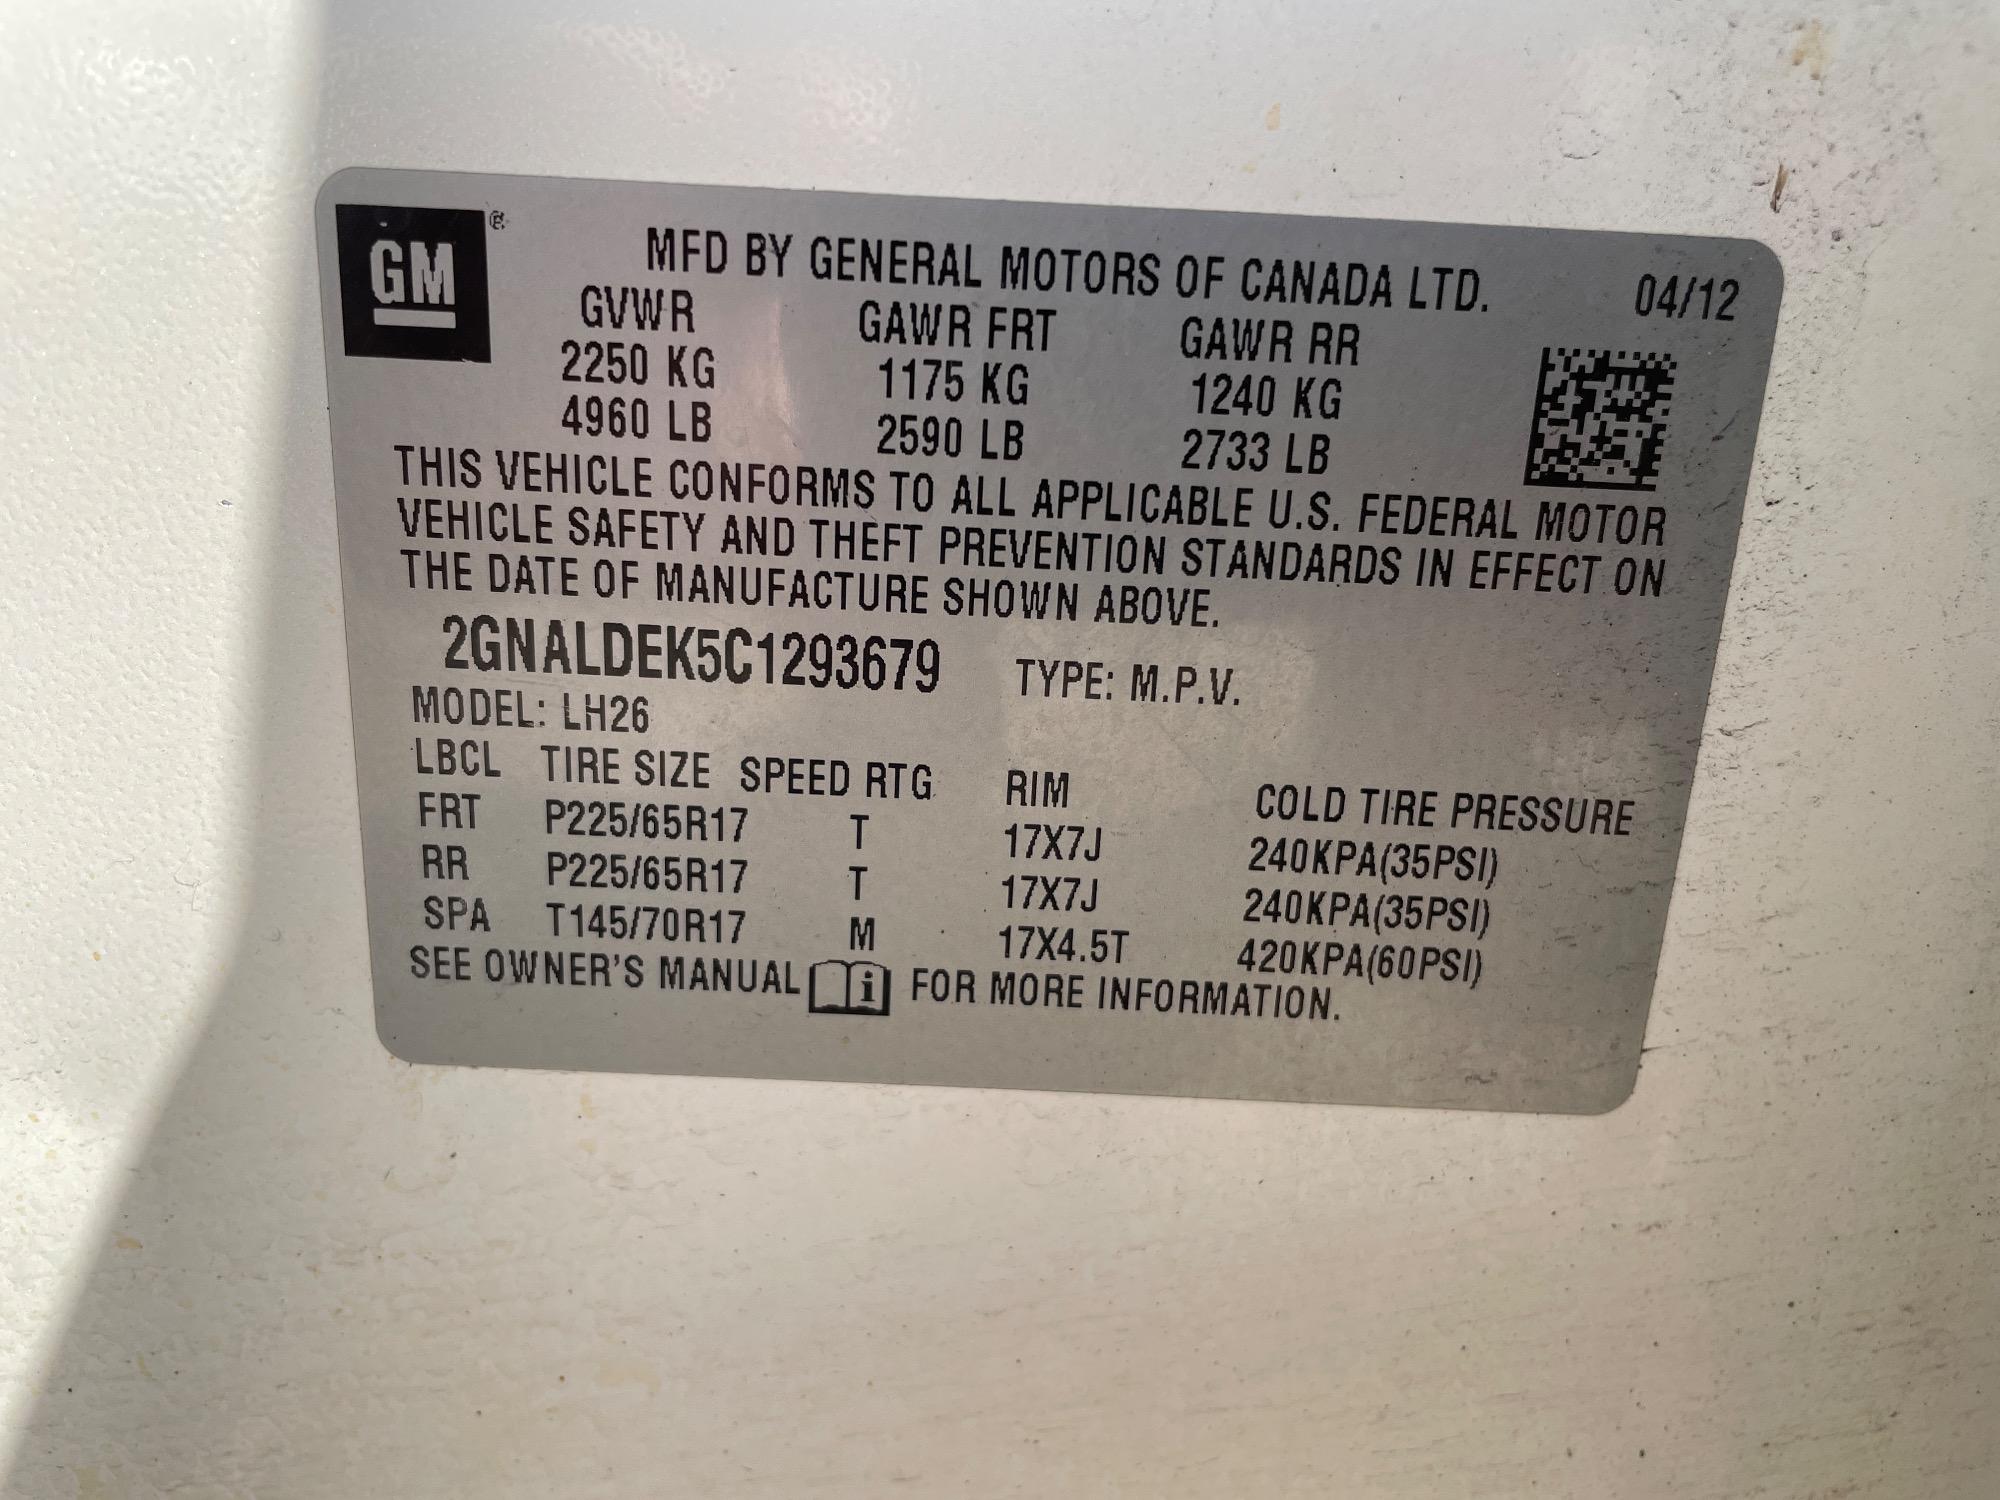 GM ®
MFD BY GENERAL MOTORS OF CANADA LTD. 04/12
GVWR GAWR FRT GAWR RR
2250 KG 1175 KG 1240 KG
4960 LB 2590 LB 2733 LB
THIS VEHICLE CONFORMS TO ALL APPLICABLE U.S. FEDERAL MOTOR
VEHICLE SAFETY AND THEFT PREVENTION STANDARDS IN EFFECT ON
THE DATE OF MANUFACTURE SHOWN ABOVE.
2GNALDEK5C1293679 TYPE: M.P.V.
MODEL: LH26
LBCL TIRE SIZE SPEED RTG RIM COLD TIRE PRESSURE
FRT P225/65R17 T 17X7J 240KPA(35PSI)
RR P225/65R17 T 17X7J 240KPA(35PSI)
SPA T145/70R17 M 17X4.5T 420KPA(60PSI)
SEE OWNER'S MANUAL i FOR MORE INFORMATION.